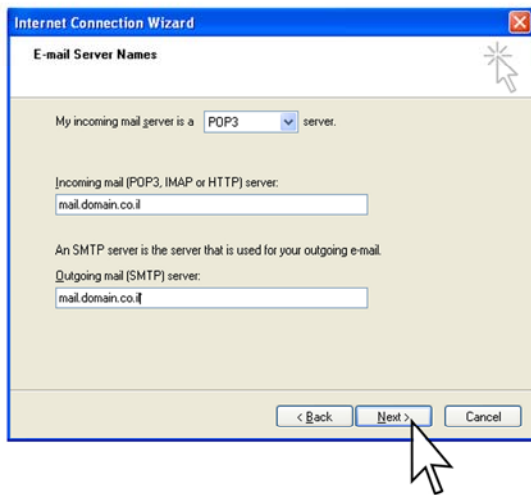 Internet Connection Wizard
E-mail Server Names
My incoming mail server is a POP3 server.
Incoming mail (POP3, IMAP or HTTP) server:
mail.domain.co.il
An SMTP server is the server that is used for your outgoing e-mail.
Outgoing mail (SMTP) server:
mail.domain.co.il
< Back Next > Cancel